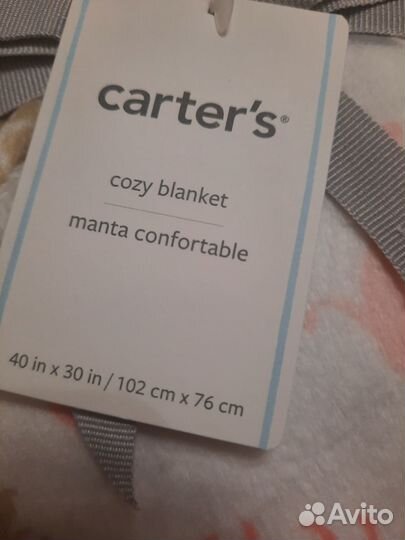 carter's®
cozy blanket
manta confortable
40 in x 30 in / 102 cm x 76 cm
Avito